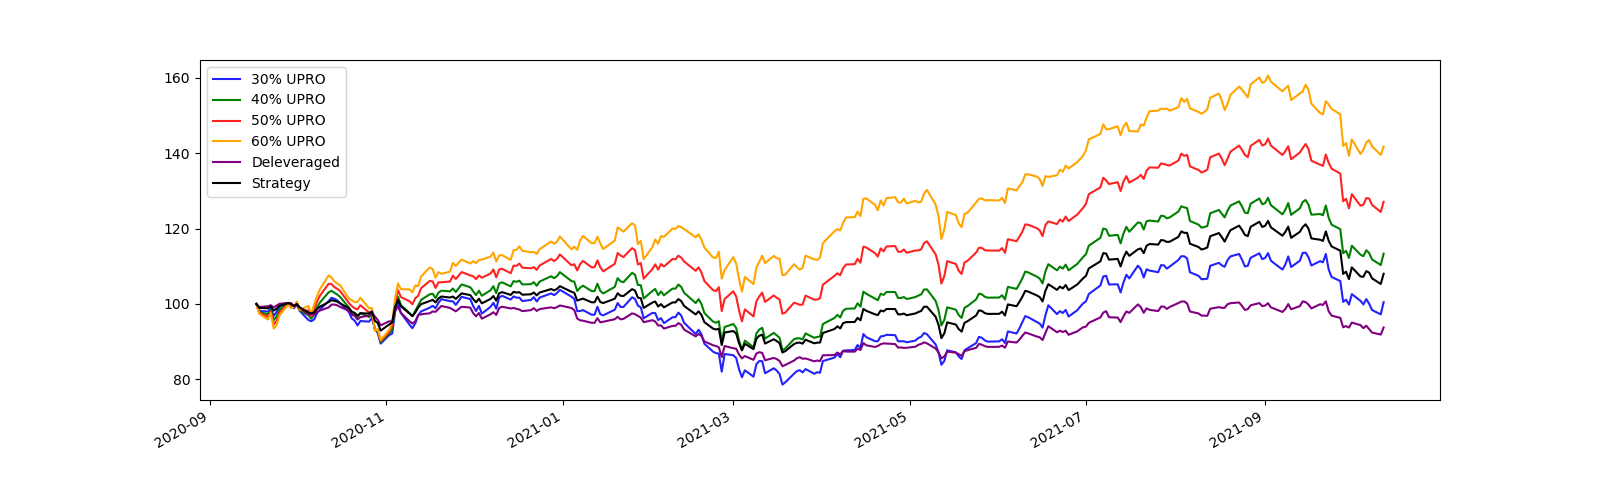 160
140
120
100
80
30% UPRO
40% UPRO
50% UPRO
60% UPRO
Deleveraged
Strategy
2020-09
2020-11
2021-01
2021-03
2021-05
2021-07
2021-09